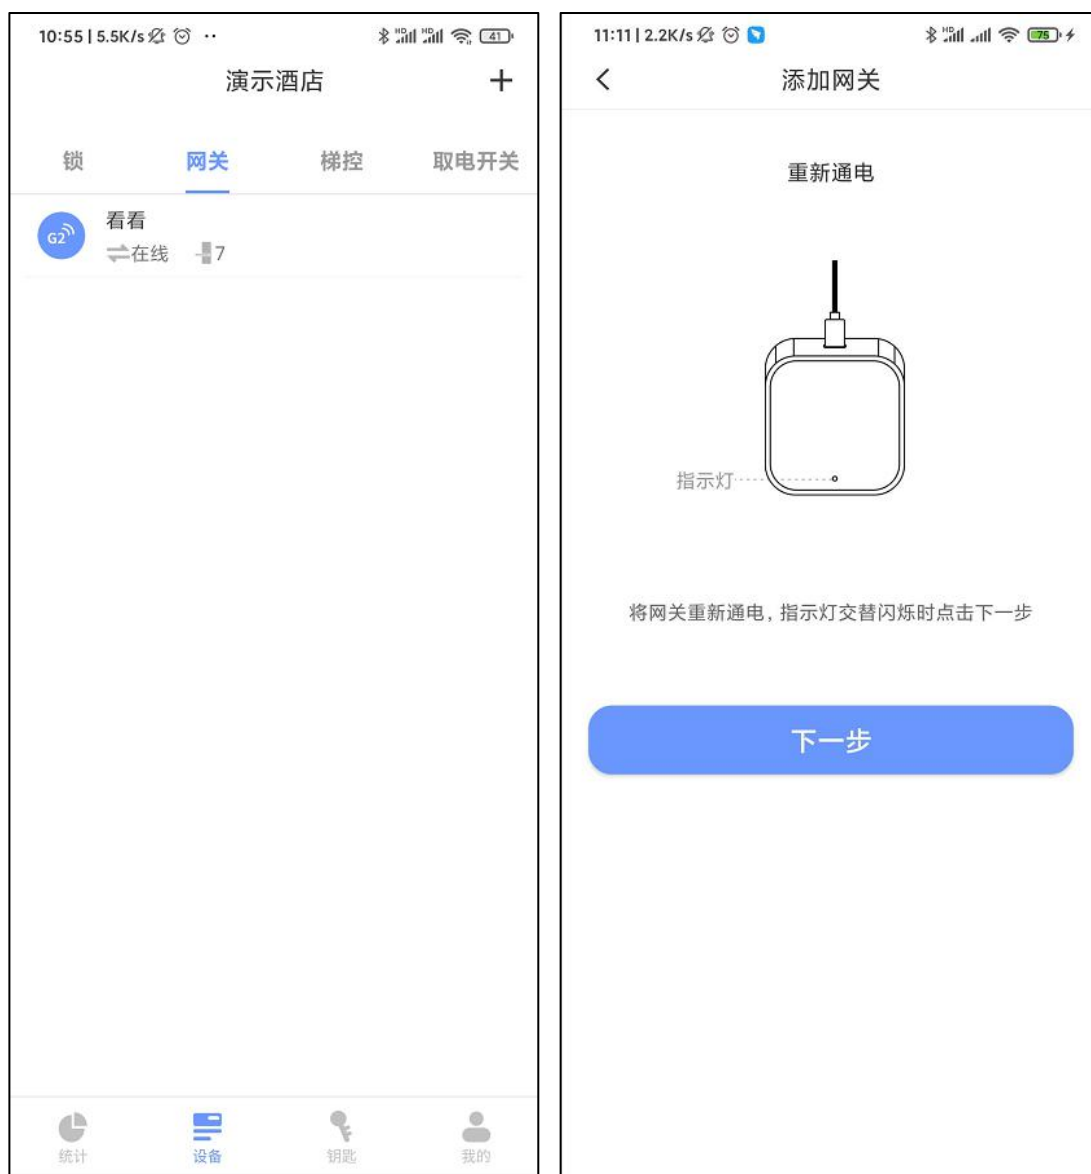 10:55 | 5.5K/s
41
演示酒店
锁
网关
梯控
取电开关
G2
看看
在线
7
统计
设备
钥匙
我的
11:11 | 2.2K/s
75
添加网关
重新通电
指示灯
将网关重新通电，指示灯交替闪烁时点击下一步
下一步